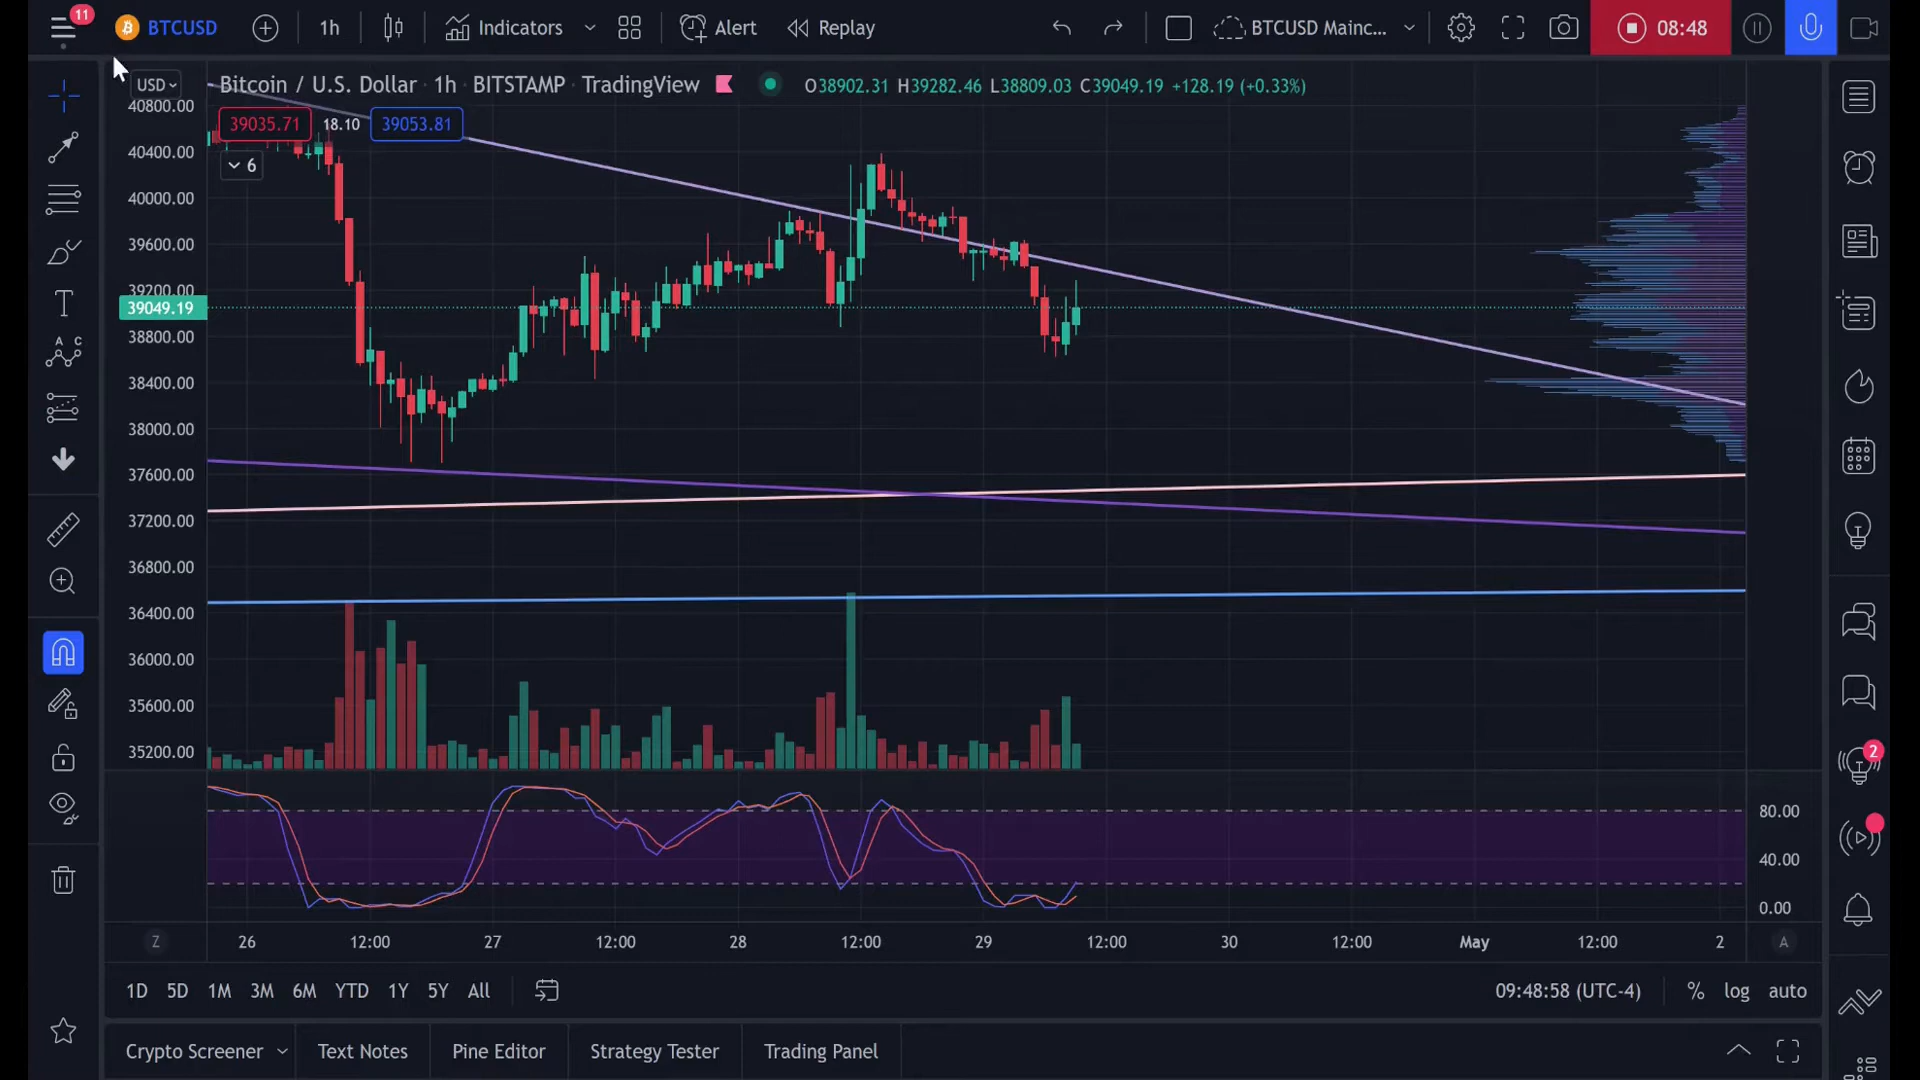 11 BTCUSD 1h Indicators Alert Replay BTCUSD Mainc... 08:48
USD Bitcoin / U.S. Dollar · 1h · BITSTAMP · TradingView O38902.31 H39282.46 L38809.03 C39049.19 +128.19 (+0.33%)
39035.71 18.10 39053.81
6
40800.00
40400.00
40000.00
39600.00
39200.00
39049.19
38800.00
38400.00
38000.00
37600.00
37200.00
36800.00
36400.00
36000.00
35600.00
35200.00
A C
T
2
80.00
40.00
0.00
Z 26 12:00 27 12:00 28 12:00 29 12:00 30 12:00 May 12:00 2 A
1D 5D 1M 3M 6M YTD 1Y 5Y All 09:48:58 (UTC-4) % log auto
Crypto Screener Text Notes Pine Editor Strategy Tester Trading Panel